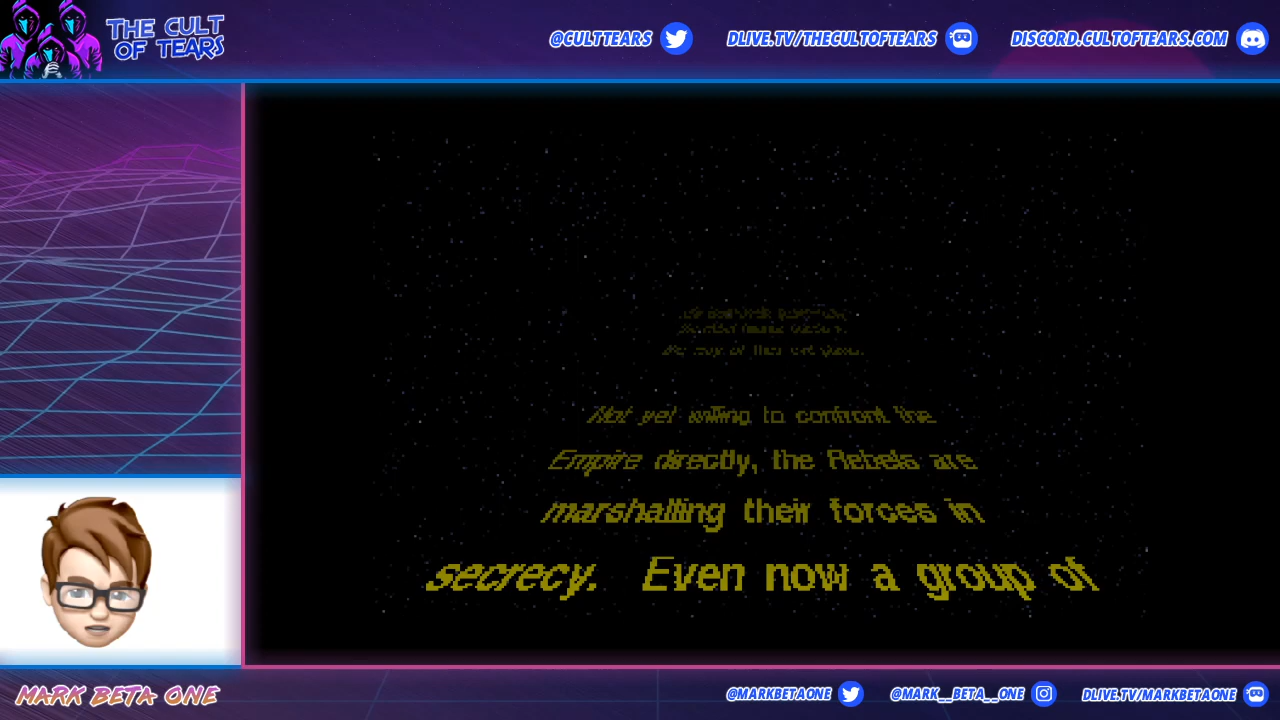 THE CULT
OF TEARS
@CULTTEARS
DLIVE.TV/THECULTOFTEARS
DISCORD.CULTOFTEARS.COM
Not yet willing to confront the
Empire directly, the Rebels are
marshalling their forces in
secrecy. Even now a group of
MARK BETA ONE
@MARKBETAONE
@MARK__BETA__ONE
DLIVE.TV/MARKBETAONE